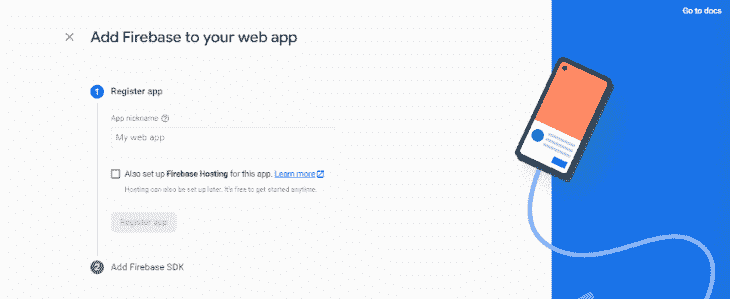 Go to docs
Add Firebase to your web app
1 Register app
App nickname
My web app
Also set up Firebase Hosting for this app. Learn more
Hosting can also be set up later. It's free to get started anytime.
Register app
2 Add Firebase SDK